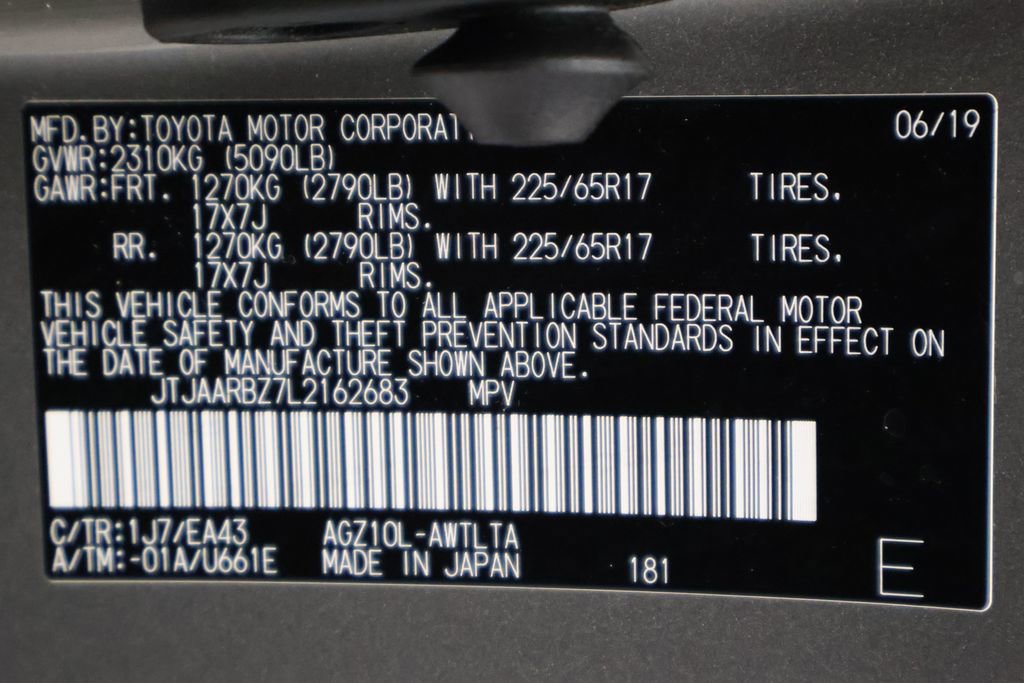 MFD. BY: TOYOTA MOTOR CORPORAT 06/19
GVWR: 2310KG (5090LB)
GAWR: FRT. 1270KG (2790LB) WITH 225/65R17 TIRES.
17X7J RIMS.
RR. 1270KG (2790LB) WITH 225/65R17 TIRES.
17X7J RIMS.
THIS VEHICLE CONFORMS TO ALL APPLICABLE FEDERAL MOTOR
VEHICLE SAFETY AND THEFT PREVENTION STANDARDS IN EFFECT ON
THE DATE OF MANUFACTURE SHOWN ABOVE.
JTJAARBZ7L2162683 MPV
C/TR: 1J7/EA43 AGZ10L-AWTLTA
A/TM: -01A/U661E MADE IN JAPAN 181 E